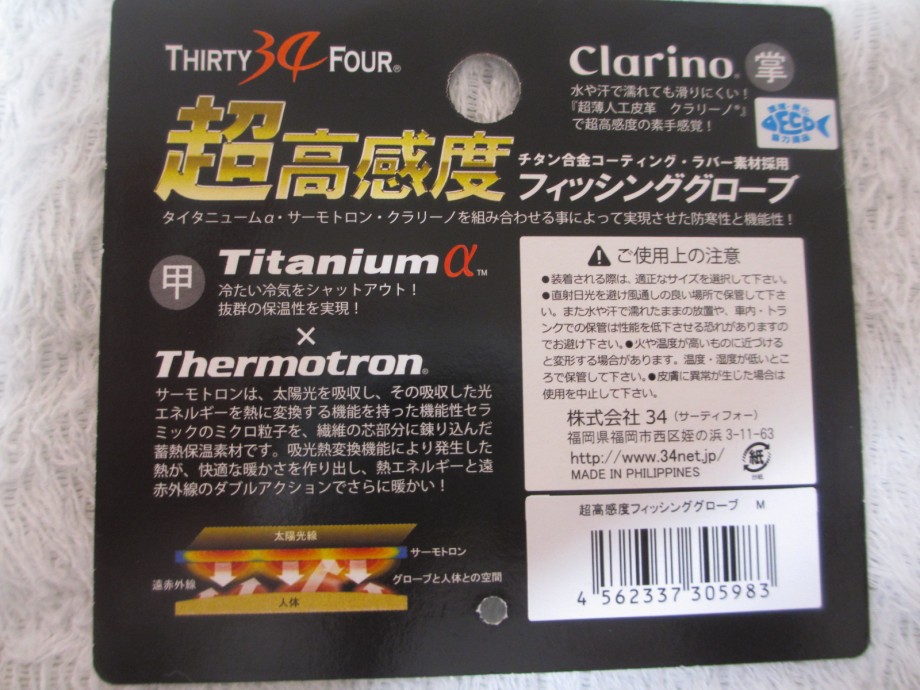 THIRTY 34 FOUR®
Clarino® 掌
水や汗で濡れても滑りにくい！
『超薄人工皮革 クラリーノ®』
で超高感度の素手感覚！
チタン合金コーティング・ラバー素材採用
超高感度フィッシンググローブ
タイタニュームα・サーモトロン・クラリーノを組み合わせる事によって実現させた防寒性と機能性！
甲 Titanium α™
冷たい冷気をシャットアウト！
抜群の保温性を実現！
×
Thermotron®
サーモトロンは、太陽光を吸収し、その吸収した光
エネルギーを熱に変換する機能を持った機能性セラ
ミックのミクロ粒子を、繊維の芯部分に錬り込んだ
蓄熱保温素材です。吸光熱変換機能により発生した
熱が、快適な暖かさを作り出し、熱エネルギーと遠
赤外線のダブルアクションでさらに暖かい！
太陽光線
サーモトロン
遠赤外線
グローブと人体との空間
人体
ご使用上の注意
●装着される際は、適正なサイズを選択して下さい。
●直射日光を避け風通しの良い場所で保管して下さ
い。また水や汗で濡れたままの放置や、車内・トラ
ンクでの保管は性能を低下させる恐れがありますの
でお避け下さい。●火や温度が高いものに近づける
と変形する場合があります。温度・湿度が低いとこ
ろで保管して下さい。●皮膚に異常が生じた場合は
使用を中止して下さい。
株式会社 34（サーティフォー）
福岡県福岡市西区姪の浜 3-11-63
http://www.34net.jp/
MADE IN PHILIPPINES
紙
超高感度フィッシンググローブ M
4 562337 305983